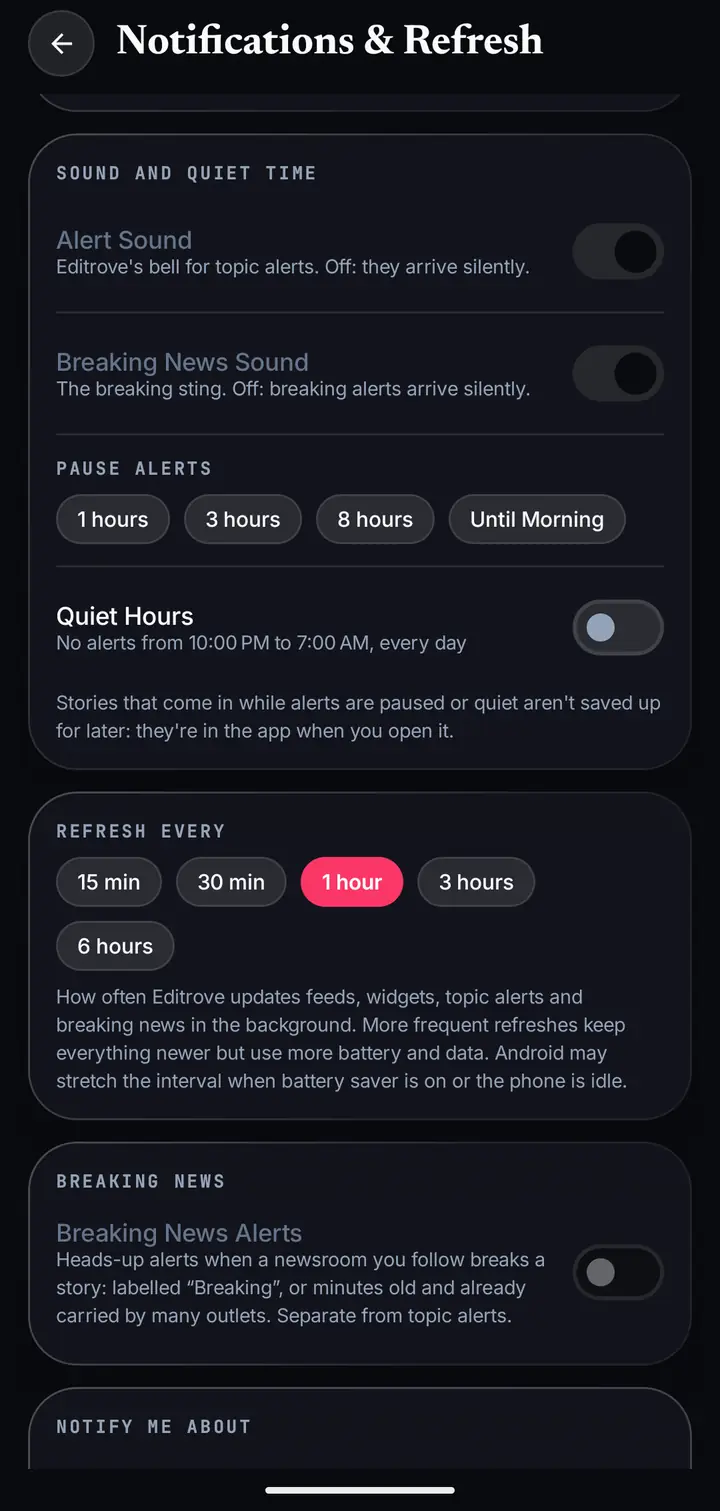 Notifications & Refresh
SOUND AND QUIET TIME
Alert Sound
Editrove's bell for topic alerts. Off: they arrive silently.
Breaking News Sound
The breaking sting. Off: breaking alerts arrive silently.
PAUSE ALERTS
1 hours 3 hours 8 hours Until Morning
Quiet Hours
No alerts from 10:00 PM to 7:00 AM, every day
Stories that come in while alerts are paused or quiet aren't saved up
for later: they're in the app when you open it.
REFRESH EVERY
15 min 30 min 1 hour 3 hours
6 hours
How often Editrove updates feeds, widgets, topic alerts and
breaking news in the background. More frequent refreshes keep
everything newer but use more battery and data. Android may
stretch the interval when battery saver is on or the phone is idle.
BREAKING NEWS
Breaking News Alerts
Heads-up alerts when a newsroom you follow breaks a
story: labelled “Breaking”, or minutes old and already
carried by many outlets. Separate from topic alerts.
NOTIFY ME ABOUT